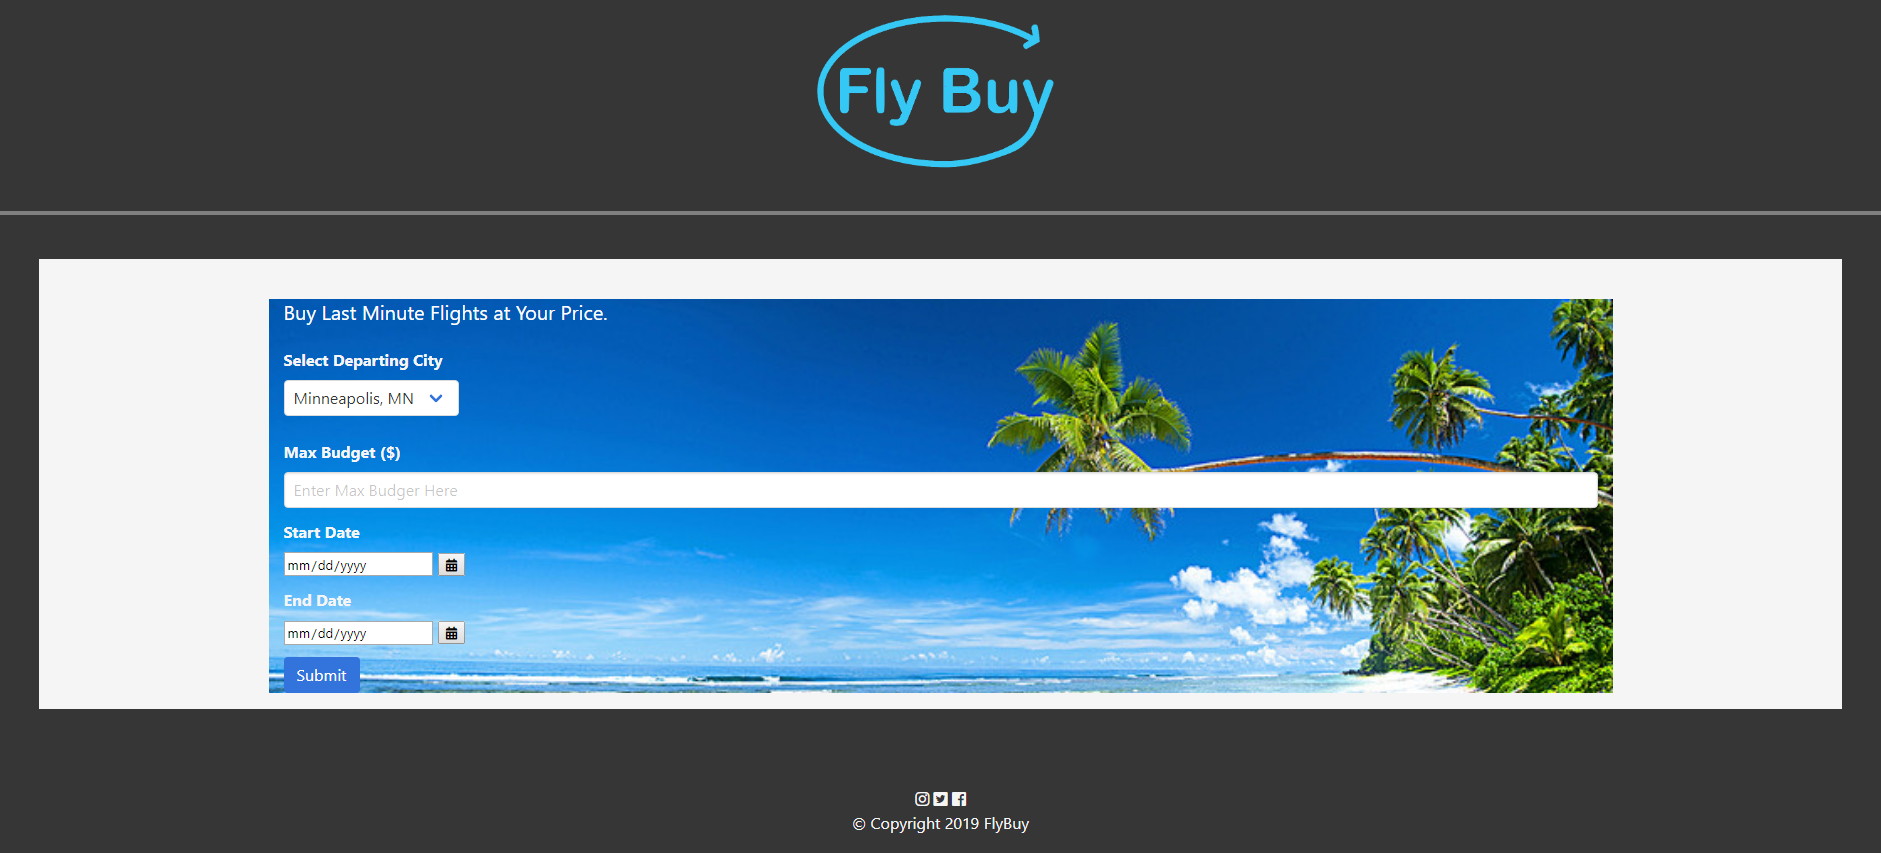 Fly Buy
Buy Last Minute Flights at Your Price.
Select Departing City
Minneapolis, MN
Max Budget ($)
Enter Max Budger Here
Start Date
mm/dd/yyyy
End Date
mm/dd/yyyy
Submit
© Copyright 2019 FlyBuy